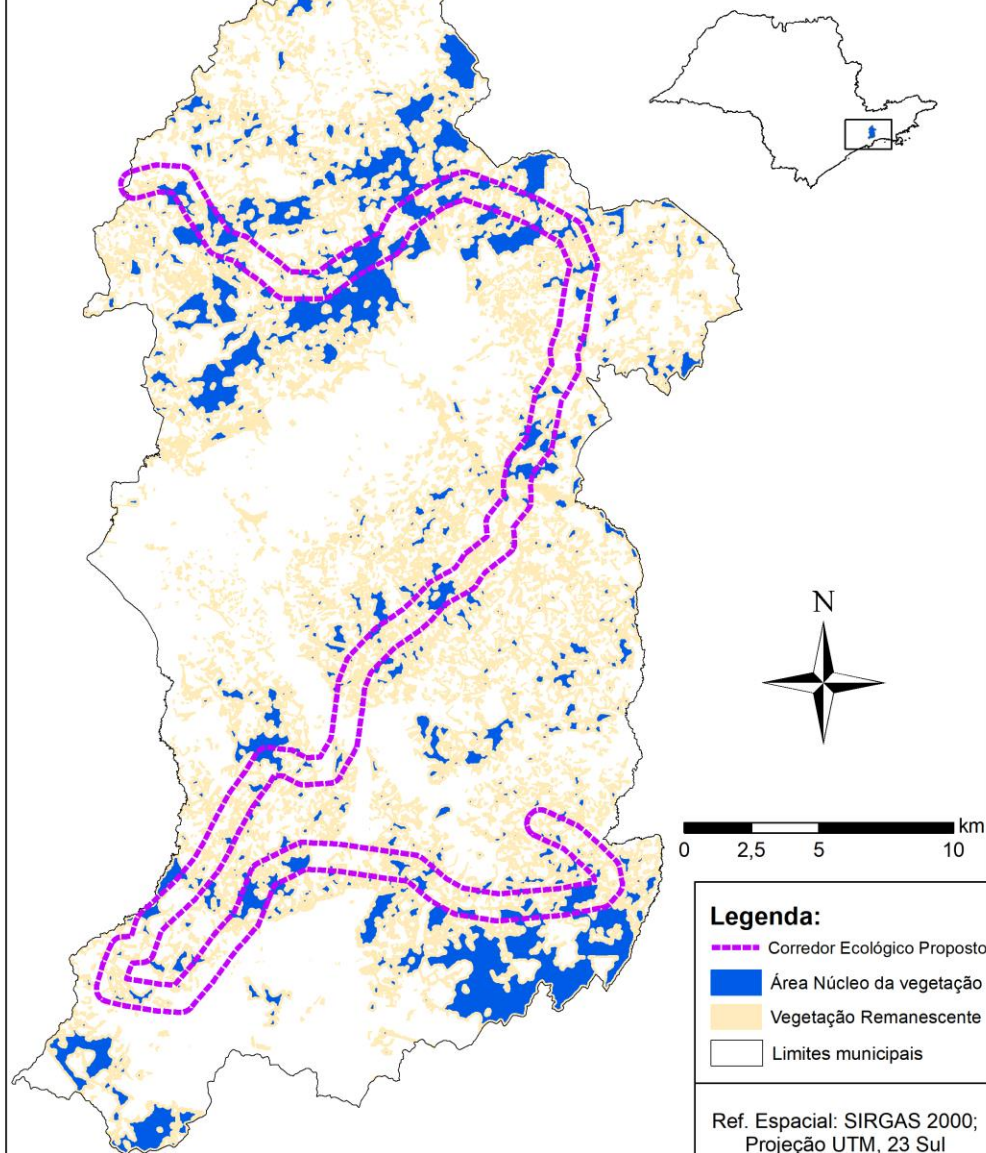 N
km
0 2,5 5 10
Legenda:
Corredor Ecológico Proposto
Área Núcleo da vegetação
Vegetação Remanescente
Limites municipais
Ref. Espacial: SIRGAS 2000;
Projeção UTM, 23 Sul